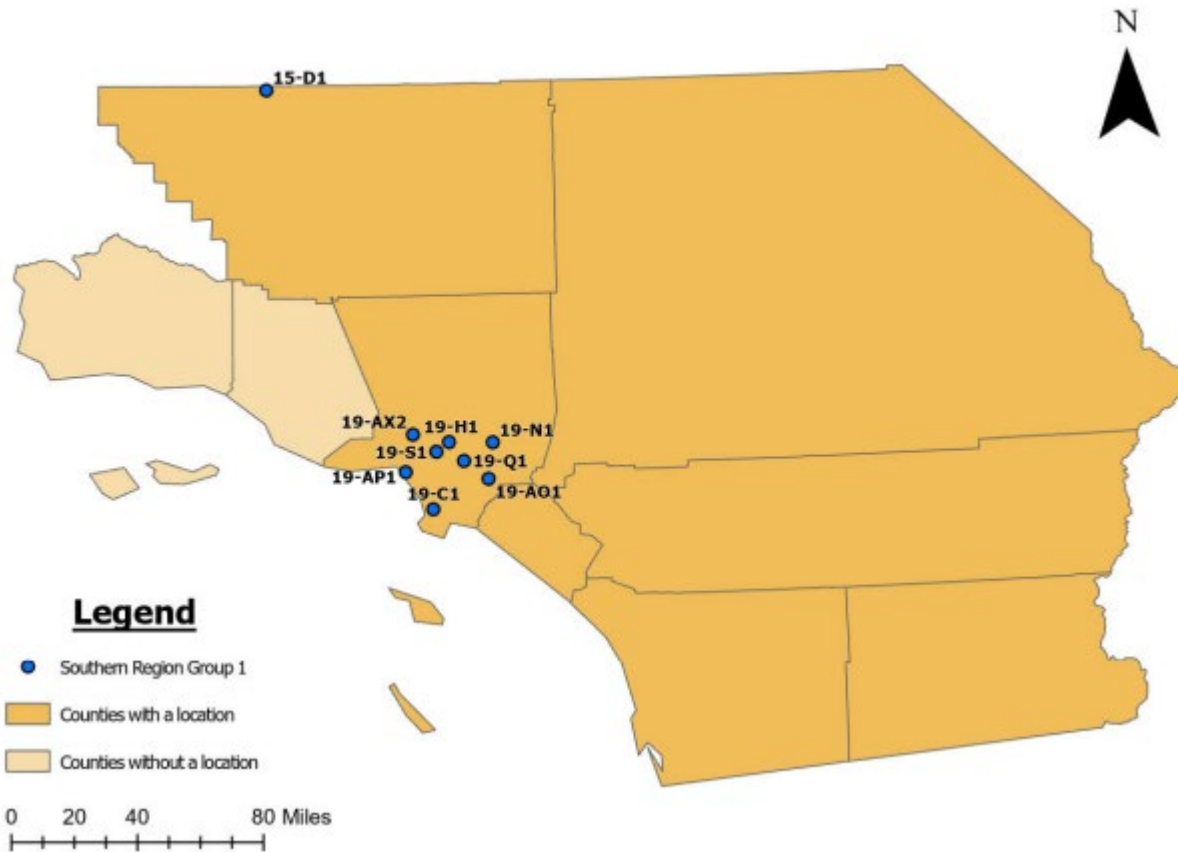 N
15-D1
19-AX2
19-H1
19-N1
19-S1
19-Q1
19-AP1
19-C1
19-AO1
Legend
Southern Region Group 1
Counties with a location
Counties without a location
0 20 40 80 Miles